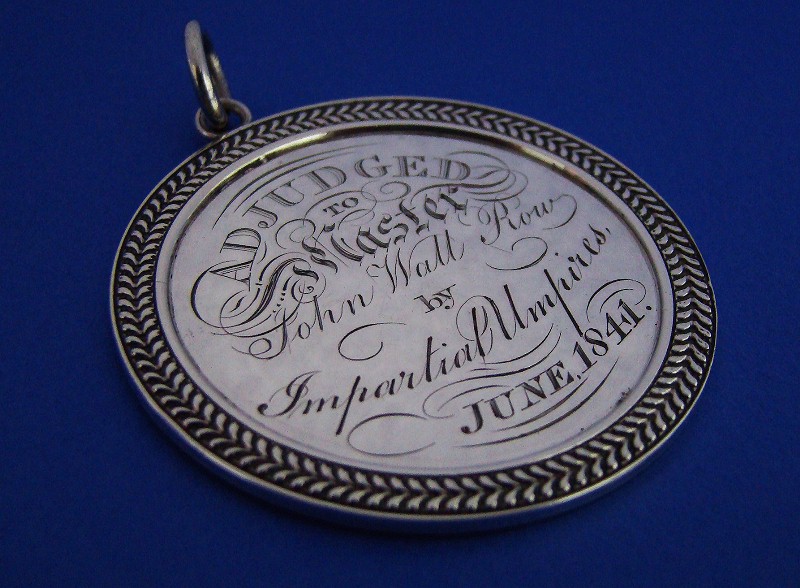 ADJUDGED
TO
Master
John Watt Row
by
Impartial Umpires,
JUNE, 1841.